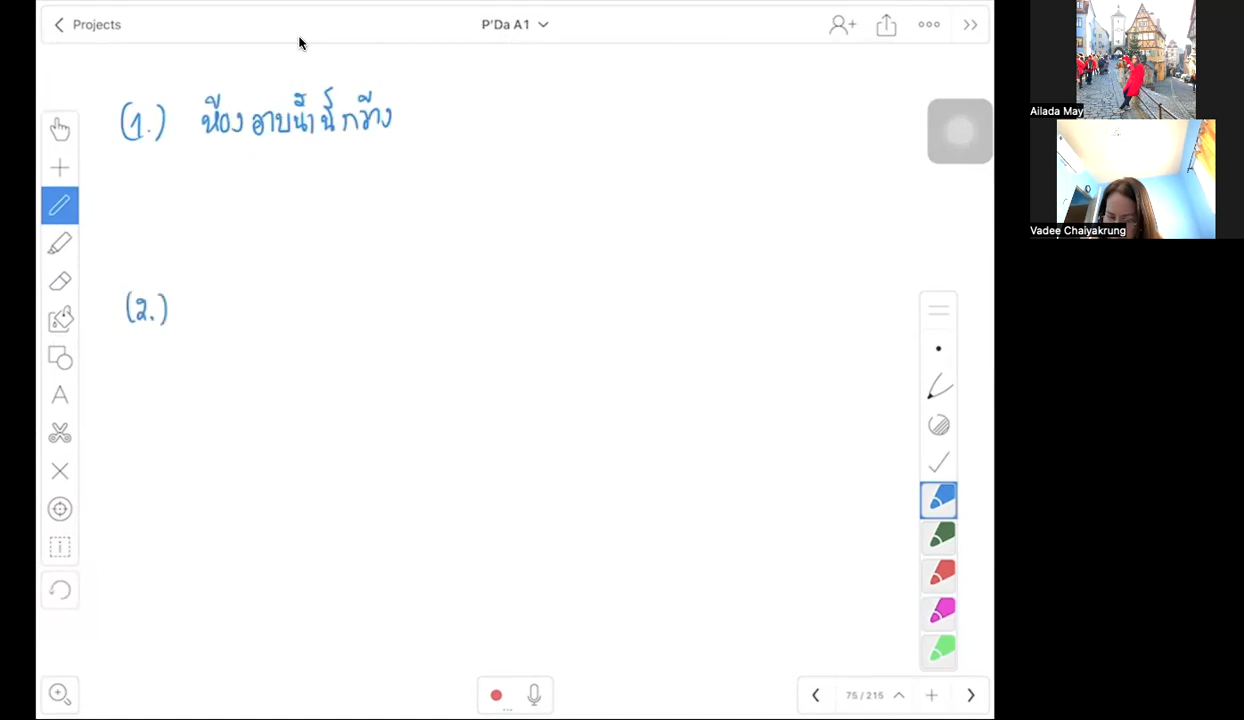 Projects
P'Da A1
(1.) ห้องอาบน้ำนี้กว้าง
(2.)
A
75/215
Ailada May
Vadee Chaiyakrung